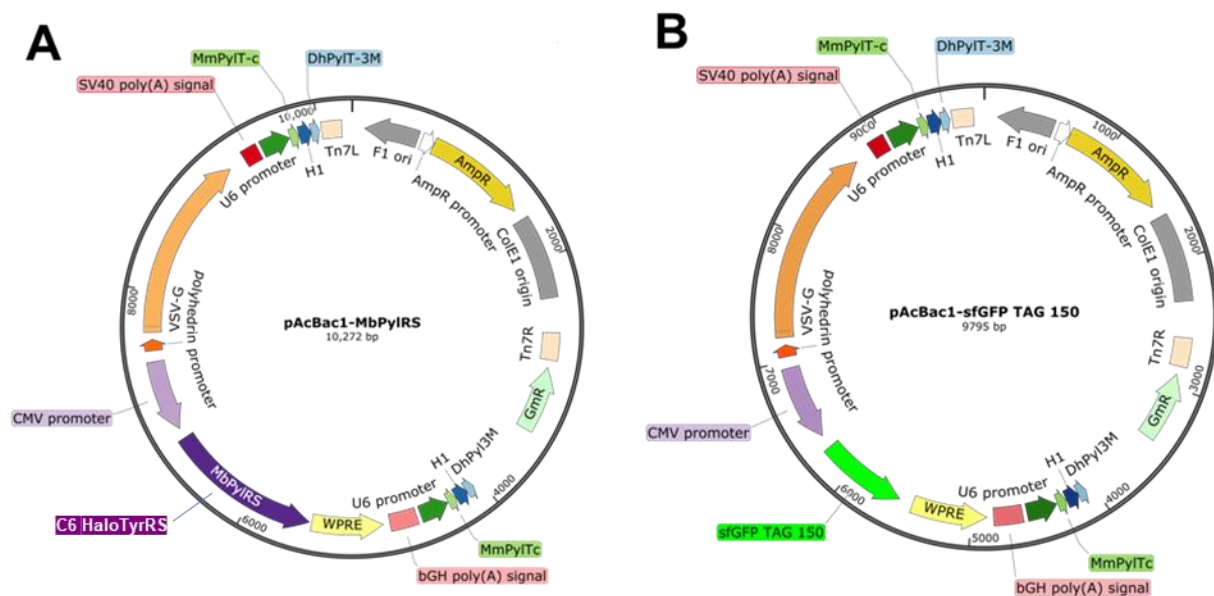 A
MmPylT-c
DhPylT-3M
SV40 poly(A) signal
10,000
U6 promoter
H1
Tn7L
F1 ori
AmpR promoter
AmpR
ColE1 origin
2000
8000
VSV-G
polyhedrin promoter
pAcBac1-MbPylRS
10,272 bp
Tn7R
GmR
CMV promoter
MbPylRS
C6 HaloTyrRS
6000
WPRE
U6 promoter
H1
DhPyl3M
4000
MmPylTc
bGH poly(A) signal
B
MmPylT-c
DhPylT-3M
SV40 poly(A) signal
9000
U6 promoter
H1
Tn7L
F1 ori
AmpR promoter
AmpR
1000
ColE1 origin
2000
8000
VSV-G
polyhedrin promoter
pAcBac1-sfGFP TAG 150
9795 bp
Tn7R
3000
GmR
7000
CMV promoter
6000
sfGFP TAG 150
WPRE
5000
U6 promoter
H1
DhPyl3M
4000
MmPylTc
bGH poly(A) signal